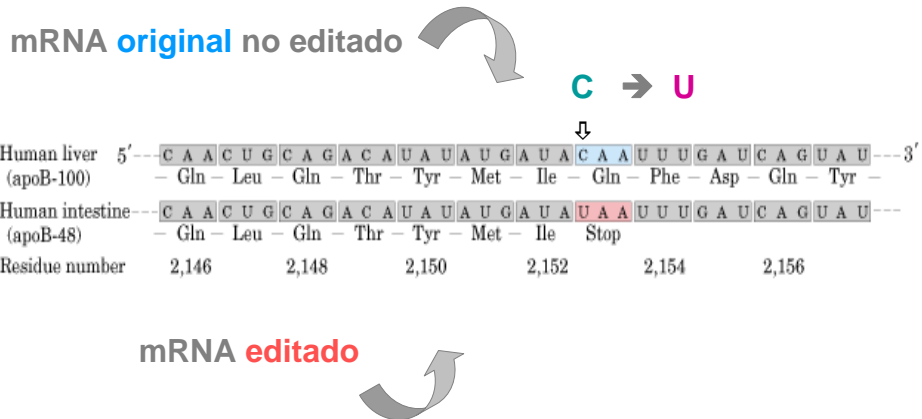 mRNA original no editado
C ➔ U
Human liver 5′---C A A C U G C A G A C A U A U A U G A U A C A A U U U G A U C A G U A U---3′
(apoB-100) – Gln – Leu – Gln – Thr – Tyr – Met – Ile – Gln – Phe – Asp – Gln – Tyr –
Human intestine---C A A C U G C A G A C A U A U A U G A U A U A A U U U G A U C A G U A U---
(apoB-48) – Gln – Leu – Gln – Thr – Tyr – Met – Ile Stop
Residue number 2,146 2,148 2,150 2,152 2,154 2,156
mRNA editado